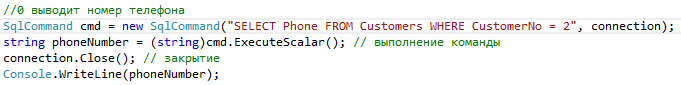 //0 выводит номер телефона
SqlCommand cmd = new SqlCommand("SELECT Phone FROM Customers WHERE CustomerNo = 2", connection);
string phoneNumber = (string)cmd.ExecuteScalar(); // выполнение команды
connection.Close(); // закрытие
Console.WriteLine(phoneNumber);